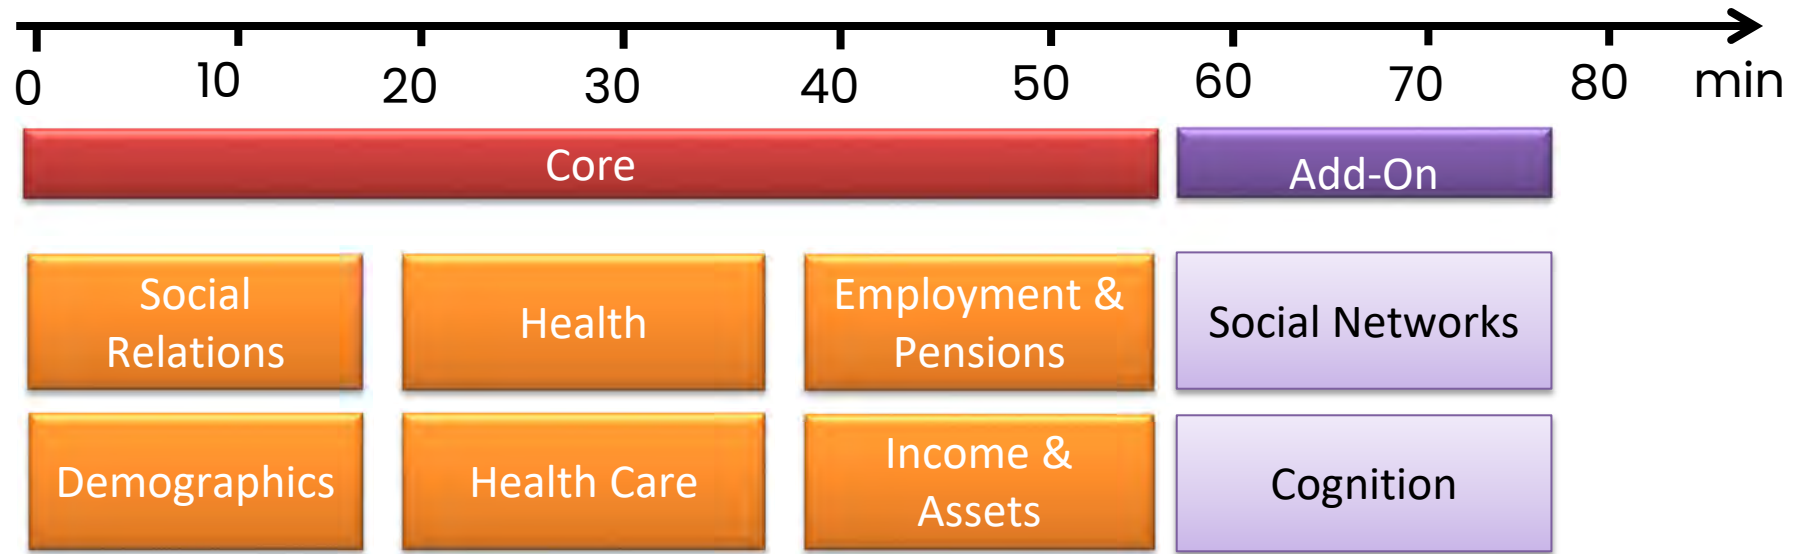 0 10 20 30 40 50 60 70 80 min
Core
Add-On
Social
Relations
Health
Employment &
Pensions
Social Networks
Demographics
Health Care
Income &
Assets
Cognition